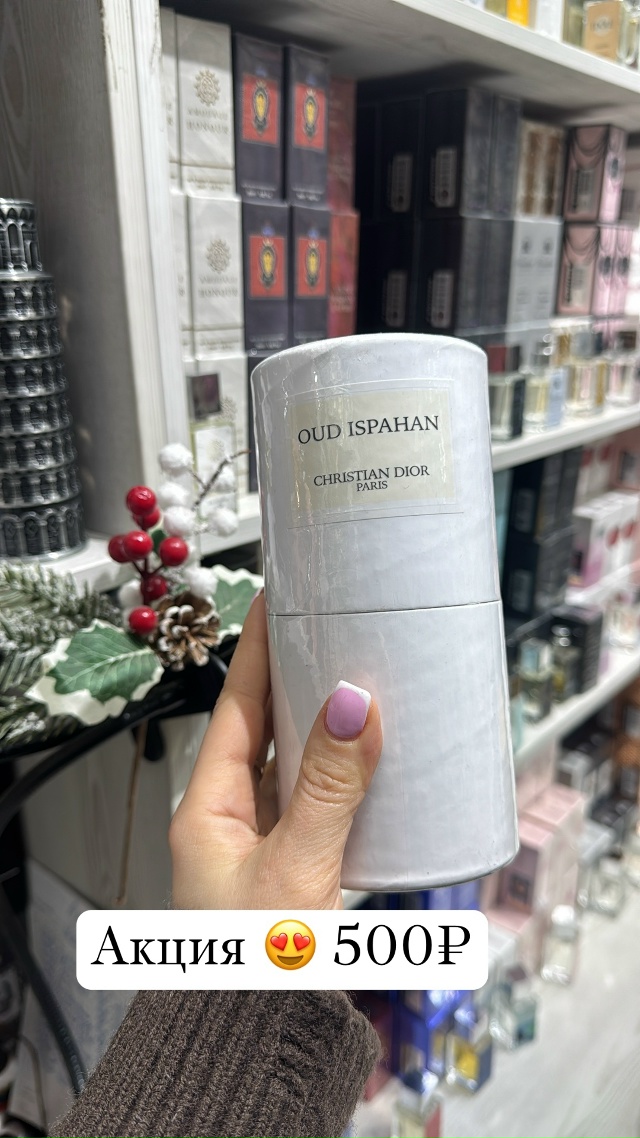 OUD ISPAHAN
CHRISTIAN DIOR
PARIS
Акция 😍 500₽